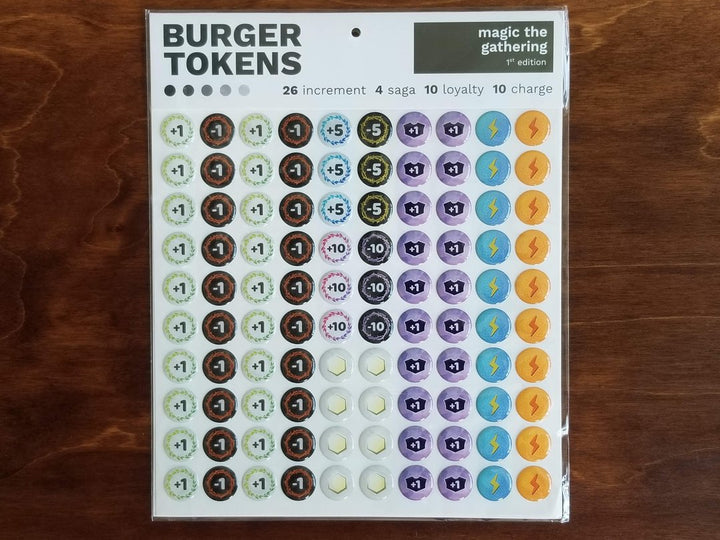 BURGER
TOKENS
magic the
gathering
1st edition
26 increment 4 saga 10 loyalty 10 charge
+1 -1 +1 -1 +5 -5 +1 +1
+1 -1 +1 -1 +5 -5 +1 +1
+1 -1 +1 -1 +5 -5 +1 +1
+1 -1 +1 -1 +10 -10 +1 +1
+1 -1 +1 -1 +10 -10 +1 +1
+1 -1 +1 -1 +10 -10 +1 +1
+1 -1 +1 -1 +1 +1
+1 -1 +1 -1 +1 +1
+1 -1 +1 -1 +1 +1
+1 -1 +1 -1 +1 +1